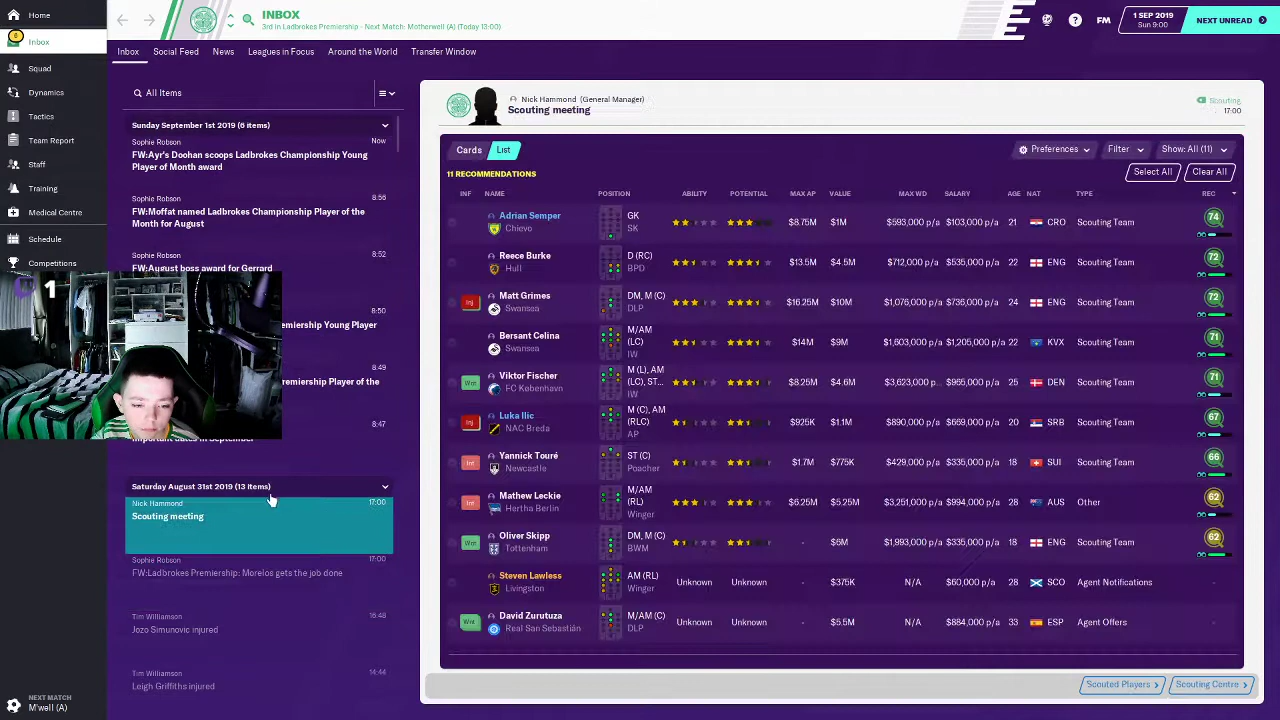 Home
6
Inbox
Squad
Dynamics
Tactics
Team Report
Staff
Training
Medical Centre
Schedule
Competitions
1
NEXT MATCH
M'well (A)
INBOX
3rd in Ladbrokes Premiership - Next Match: Motherwell (A) (Today 13:00)
?
FM
1 SEP 2019
Sun 9:00
NEXT UNREAD
Inbox
Social Feed
News
Leagues in Focus
Around the World
Transfer Window
All Items
Sunday September 1st 2019 (6 items)
Sophie Robson
Now
FW:Ayr's Doohan scoops Ladbrokes Championship Young
Player of Month award
Sophie Robson
8:56
FW:Moffat named Ladbrokes Championship Player of the
Month for August
Sophie Robson
8:52
FW:August boss award for Gerrard
8:50
Premiership Young Player
8:49
Premiership Player of the
8:47
Important dates in September
Saturday August 31st 2019 (13 items)
Nick Hammond
17:00
Scouting meeting
Sophie Robson
17:00
FW:Ladbrokes Premiership: Morelos gets the job done
Tim Williamson
16:48
Jozo Simunovic injured
Tim Williamson
14:44
Leigh Griffiths injured
Nick Hammond (General Manager)
Scouting meeting
Scouting
17:00
Cards
List
Preferences
Filter
Show: All (11)
11 RECOMMENDATIONS
Select All
Clear All
INF NAME POSITION ABILITY POTENTIAL MAX AP VALUE MAX WD SALARY AGE NAT TYPE REC
Adrian Semper GK $8.75M $1M $593,000 p/a $103,000 p/a 21 CRO Scouting Team 74
Chievo SK
Reece Burke D (RC) $13.5M $4.5M $712,000 p/a $535,000 p/a 22 ENG Scouting Team 72
Hull BPD
Inj Matt Grimes DM, M (C) $16.25M $10M $1,076,000 p/a $736,000 p/a 24 ENG Scouting Team 72
Swansea DLP
Bersant Celina M/AM (LC) $14M $9M $1,603,000 p/a $1,205,000 p/a 22 KVX Scouting Team 71
Swansea IW
Wnt Viktor Fischer M (L), AM (LC), ST... $8.25M $4.6M $3,623,000 p... $965,000 p/a 25 DEN Scouting Team 71
FC København IW
Inj Luka Ilic M (C), AM (RLC) $925K $1.1M $890,000 p/a $669,000 p/a 20 SRB Scouting Team 67
NAC Breda AP
Int Yannick Touré ST (C) $1.7M $775K $429,000 p/a $335,000 p/a 18 SUI Scouting Team 66
Newcastle Poacher
Int Mathew Leckie M/AM (RL) $6.25M $5.25M $3,251,000 p/a $994,000 p/a 28 AUS Other 62
Hertha Berlin Winger
Wnt Oliver Skipp DM, M (C) - $6M $1,993,000 p/a $335,000 p/a 18 ENG Scouting Team 62
Tottenham BWM
Steven Lawless AM (RL) Unknown Unknown - $375K N/A $60,000 p/a 28 SCO Agent Notifications -
Livingston Winger
Wnt David Zurutuza M/AM (C) Unknown Unknown - $5.5M N/A $884,000 p/a 33 ESP Agent Offers -
Real San Sebastián DLP
Scouted Players
Scouting Centre